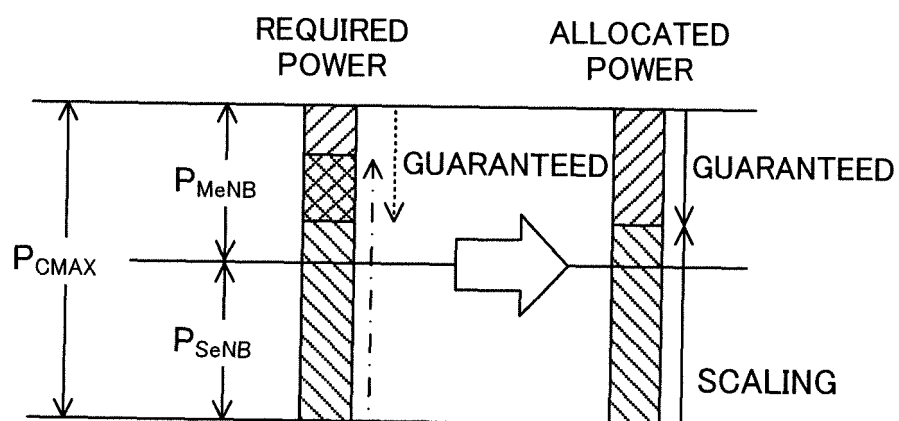 REQUIRED
POWER
ALLOCATED
POWER
P_MeNB
GUARANTEED
GUARANTEED
P_CMAX
P_SeNB
SCALING